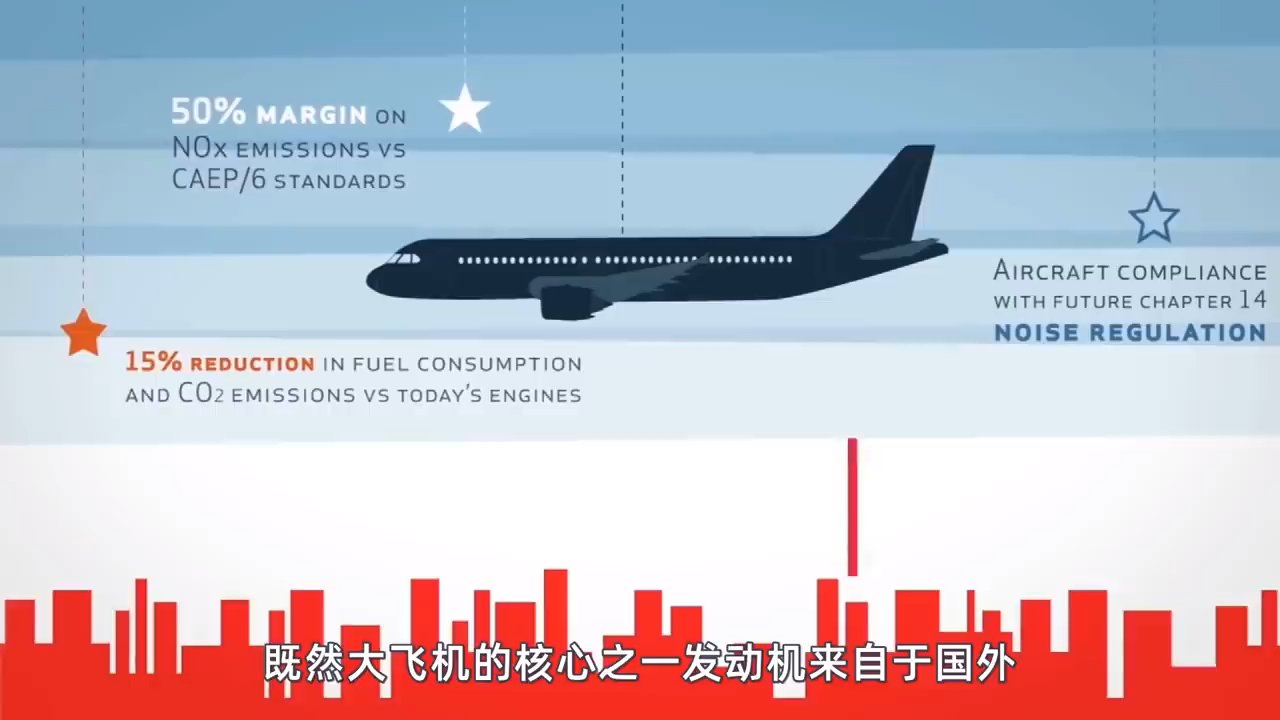 50% MARGIN ON
NOX EMISSIONS VS
CAEP/6 STANDARDS
AIRCRAFT COMPLIANCE
WITH FUTURE CHAPTER 14
NOISE REGULATION
15% REDUCTION IN FUEL CONSUMPTION
AND CO2 EMISSIONS VS TODAY'S ENGINES
既然大飞机的核心之一发动机来自于国外